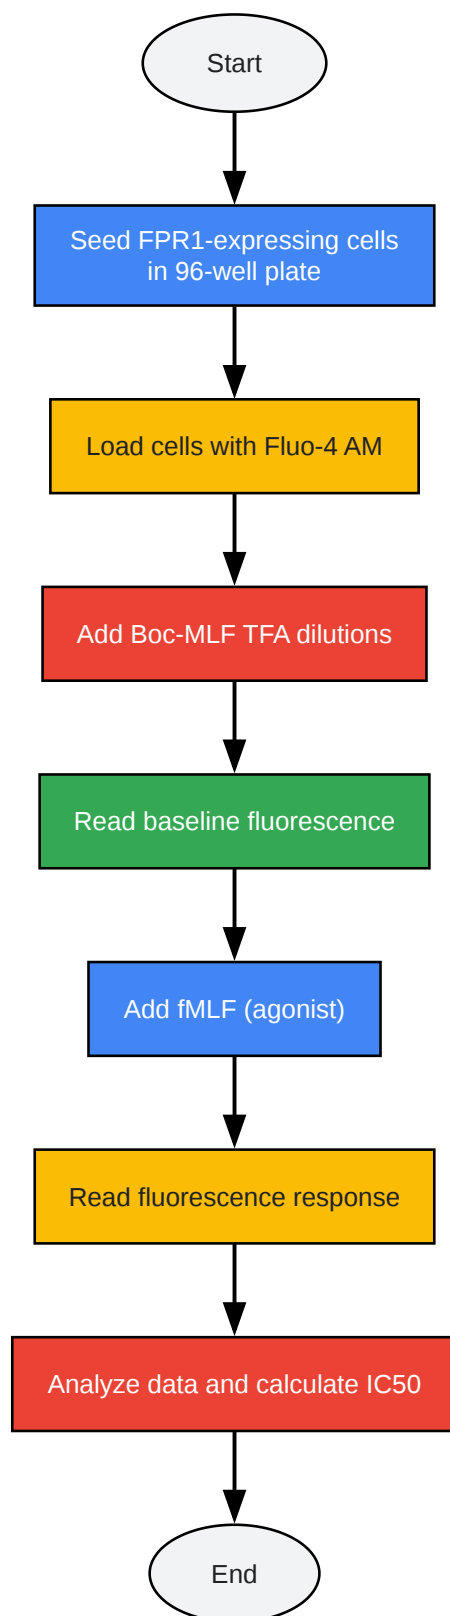 Start
Seed FPR1-expressing cells
in 96-well plate
Load cells with Fluo-4 AM
Add Boc-MLF TFA dilutions
Read baseline fluorescence
Add fMLF (agonist)
Read fluorescence response
Analyze data and calculate IC50
End